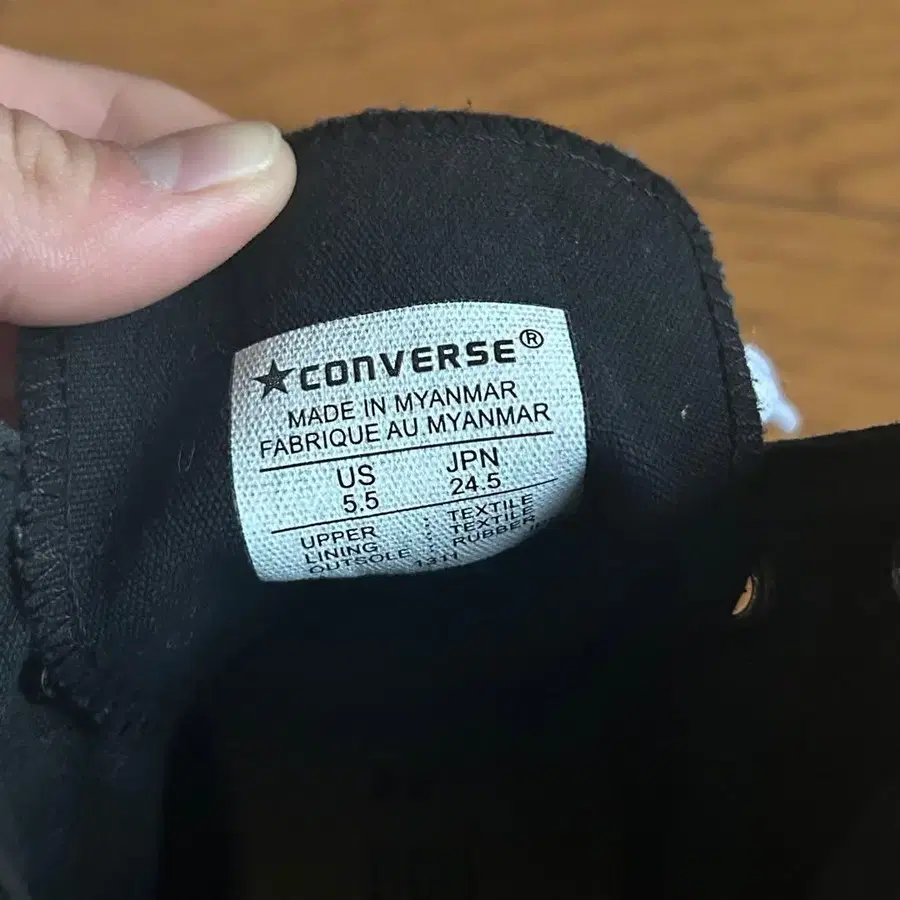 ★CONVERSE®
MADE IN MYANMAR
FABRIQUE AU MYANMAR
US JPN
5.5 24.5
UPPER : TEXTILE
LINING : TEXTILE
OUTSOLE : RUBBER